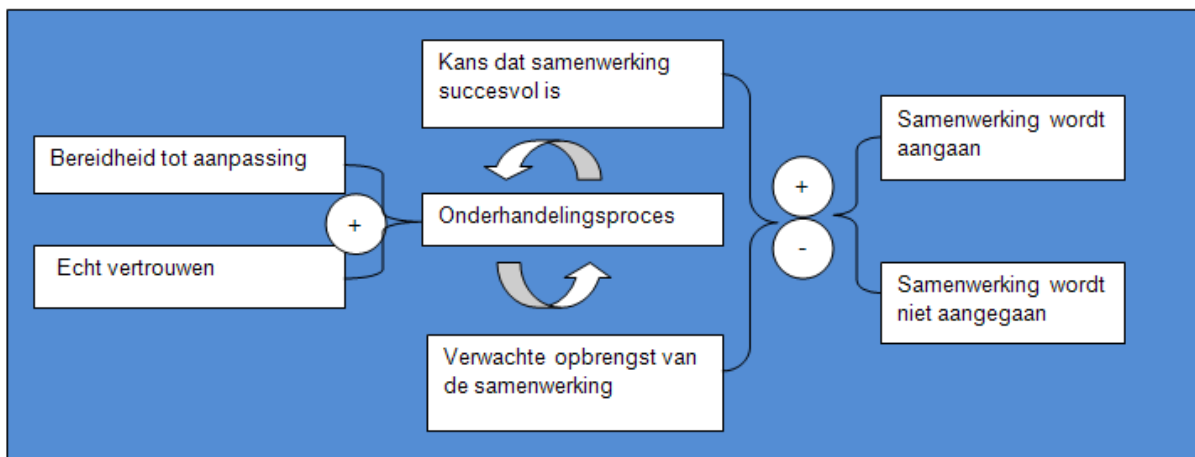 Bereidheid tot aanpassing
Echt vertrouwen
+
Kans dat samenwerking
succesvol is
Onderhandelingsproces
Verwachte opbrengst van
de samenwerking
+
-
Samenwerking wordt
aangaan
Samenwerking wordt
niet aangegaan